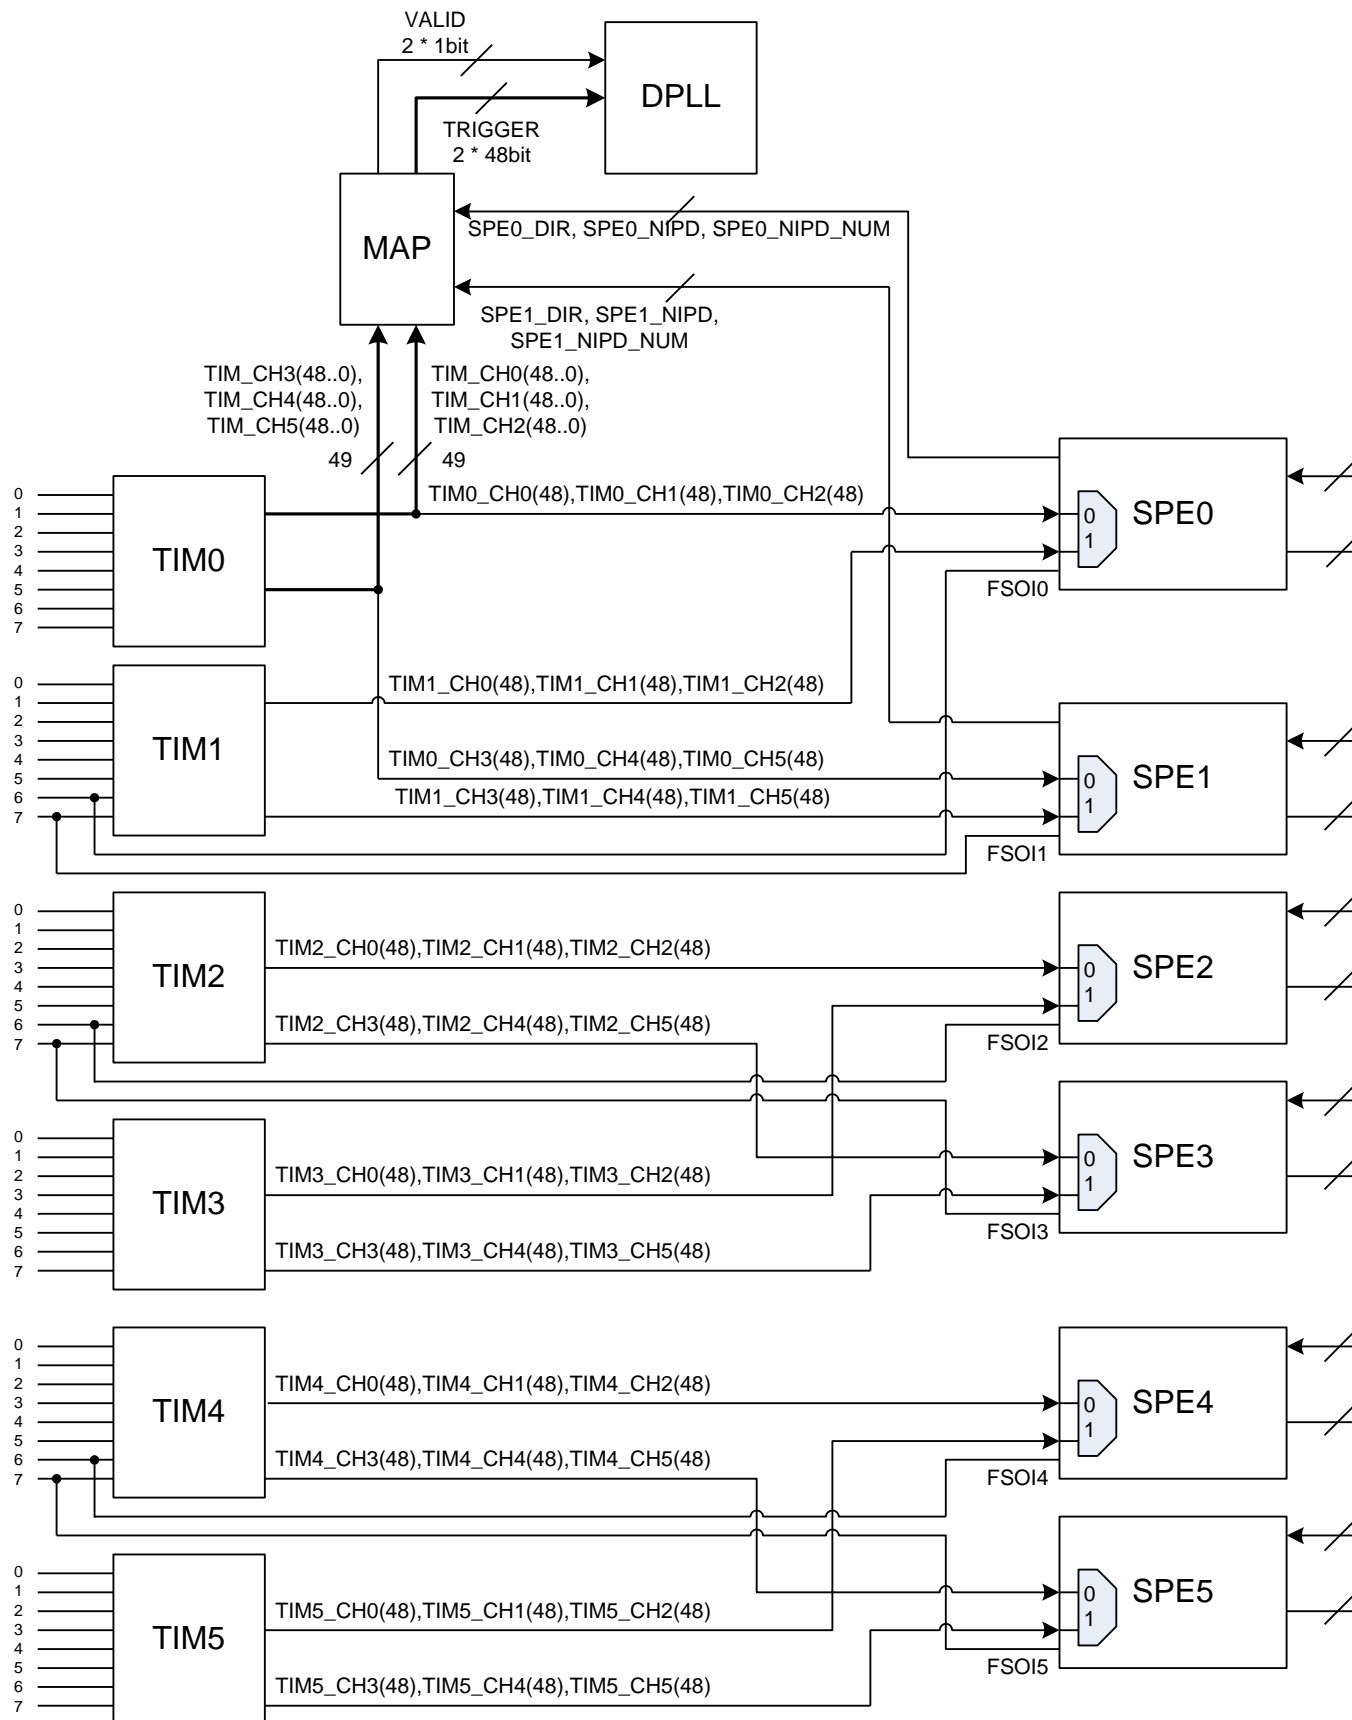 VALID
2 * 1bit
DPLL
TRIGGER
2 * 48bit
MAP
SPE0_DIR, SPE0_NIPD, SPE0_NIPD_NUM
SPE1_DIR, SPE1_NIPD,
SPE1_NIPD_NUM
TIM_CH3(48..0),
TIM_CH4(48..0),
TIM_CH5(48..0)
49
TIM_CH0(48..0),
TIM_CH1(48..0),
TIM_CH2(48..0)
49
0
1
2
3
4
5
6
7
TIM0
TIM0_CH0(48),TIM0_CH1(48),TIM0_CH2(48)
0
1
SPE0
FSOI0
0
1
2
3
4
5
6
7
TIM1
TIM1_CH0(48),TIM1_CH1(48),TIM1_CH2(48)
TIM0_CH3(48),TIM0_CH4(48),TIM0_CH5(48)
TIM1_CH3(48),TIM1_CH4(48),TIM1_CH5(48)
0
1
SPE1
FSOI1
0
1
2
3
4
5
6
7
TIM2
TIM2_CH0(48),TIM2_CH1(48),TIM2_CH2(48)
TIM2_CH3(48),TIM2_CH4(48),TIM2_CH5(48)
0
1
SPE2
FSOI2
0
1
2
3
4
5
6
7
TIM3
TIM3_CH0(48),TIM3_CH1(48),TIM3_CH2(48)
TIM3_CH3(48),TIM3_CH4(48),TIM3_CH5(48)
0
1
SPE3
FSOI3
0
1
2
3
4
5
6
7
TIM4
TIM4_CH0(48),TIM4_CH1(48),TIM4_CH2(48)
TIM4_CH3(48),TIM4_CH4(48),TIM4_CH5(48)
0
1
SPE4
FSOI4
0
1
2
3
4
5
6
7
TIM5
TIM5_CH0(48),TIM5_CH1(48),TIM5_CH2(48)
TIM5_CH3(48),TIM5_CH4(48),TIM5_CH5(48)
0
1
SPE5
FSOI5